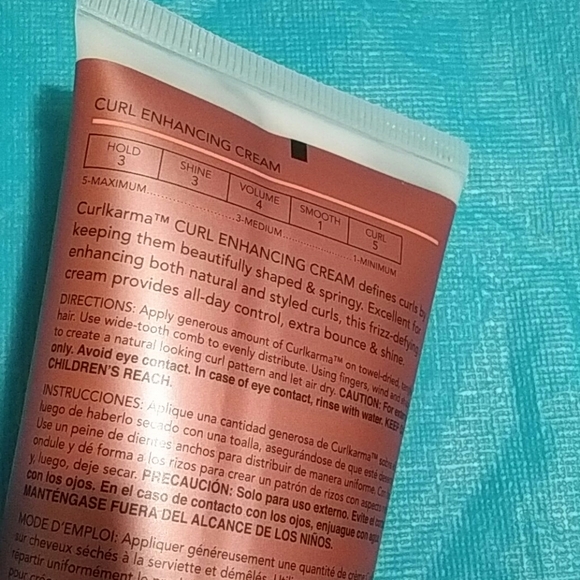 CURL ENHANCING CREAM
HOLD 3 SHINE 3 VOLUME 4 SMOOTH 1 CURL 5
5-MAXIMUM 3-MEDIUM 1-MINIMUM
Curlkarma™ CURL ENHANCING CREAM defines curls by
keeping them beautifully shaped & springy. Excellent for
enhancing both natural and styled curls, this frizz-defying
cream provides all-day control, extra bounce & shine.
DIRECTIONS: Apply generous amount of Curlkarma™ on towel-dried,
hair. Use wide-tooth comb to evenly distribute. Using fingers, wind and
to create a natural looking curl pattern and let air dry. CAUTION: For
only. Avoid eye contact. In case of eye contact, rinse with water. KEEP
CHILDREN'S REACH.
INSTRUCCIONES: Aplique una cantidad generosa de Curlkarma™
luego de haberlo secado con una toalla, asegurándose de que esté
Use un peine de dientes anchos para distribuir de manera uniforme.
ondule y dé forma a los rizos para crear un patrón de rizos con
y, luego, deje secar. PRECAUCIÓN: Solo para uso externo. Evite el
con los ojos. En el caso de contacto con los ojos, enjuague con
MANTÉNGASE FUERA DEL ALCANCE DE LOS NIÑOS.
MODE D'EMPLOI: Appliquer généreusement une quantité de
sur cheveux séchés à la serviette et démêlés.
répartir uniformément